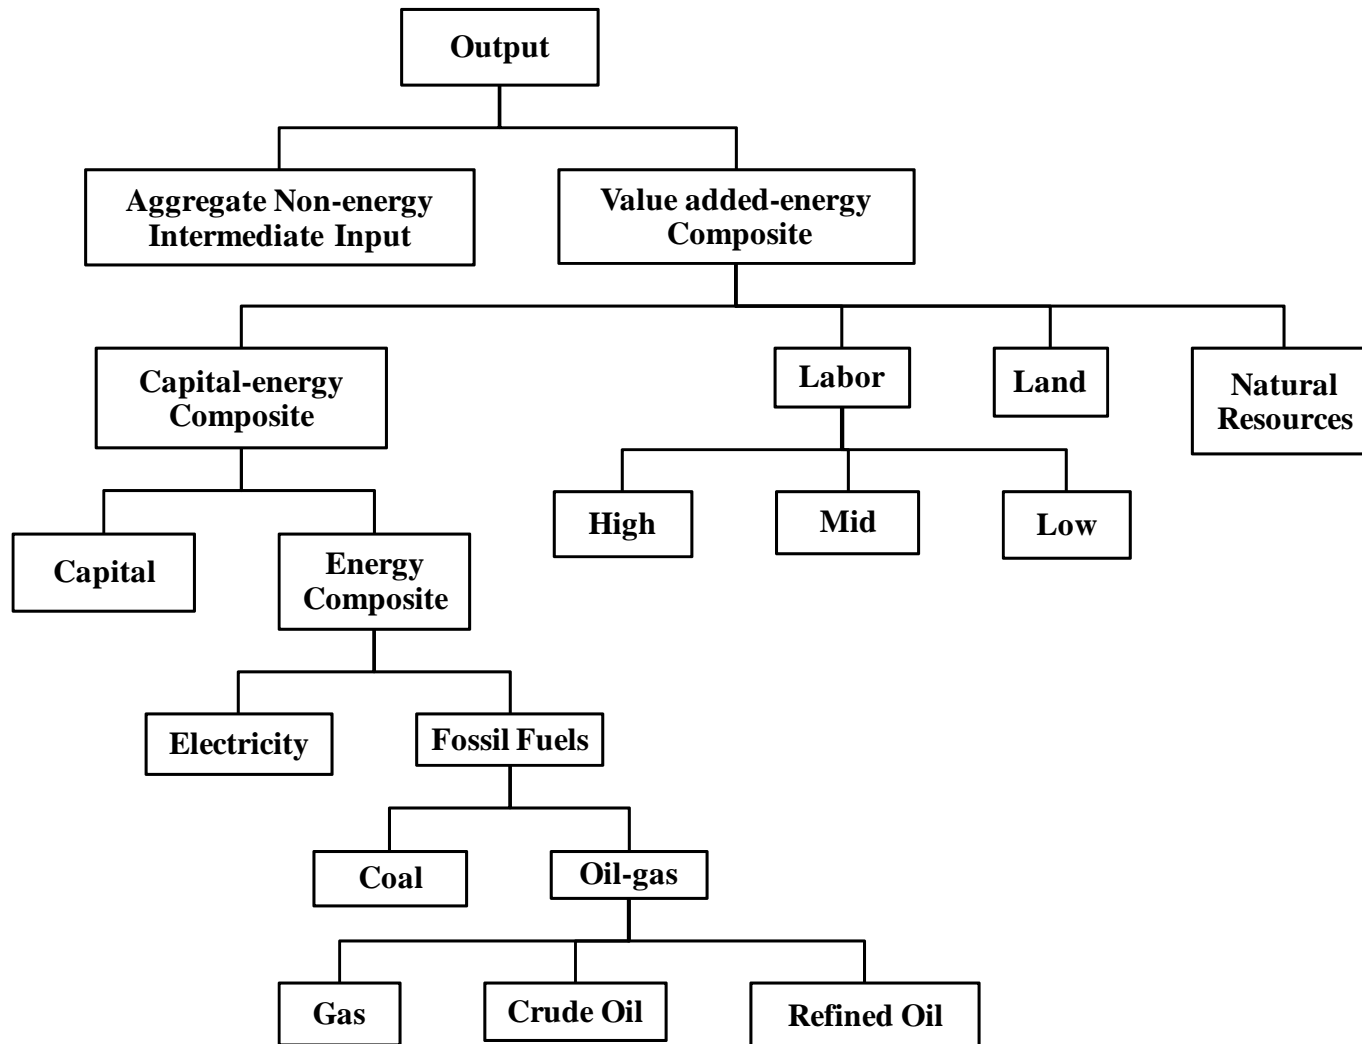 Output
Aggregate Non-energy
Intermediate Input
Value added-energy
Composite
Capital-energy
Composite
Labor
Land
Natural
Resources
High
Mid
Low
Capital
Energy
Composite
Electricity
Fossil Fuels
Coal
Oil-gas
Gas
Crude Oil
Refined Oil